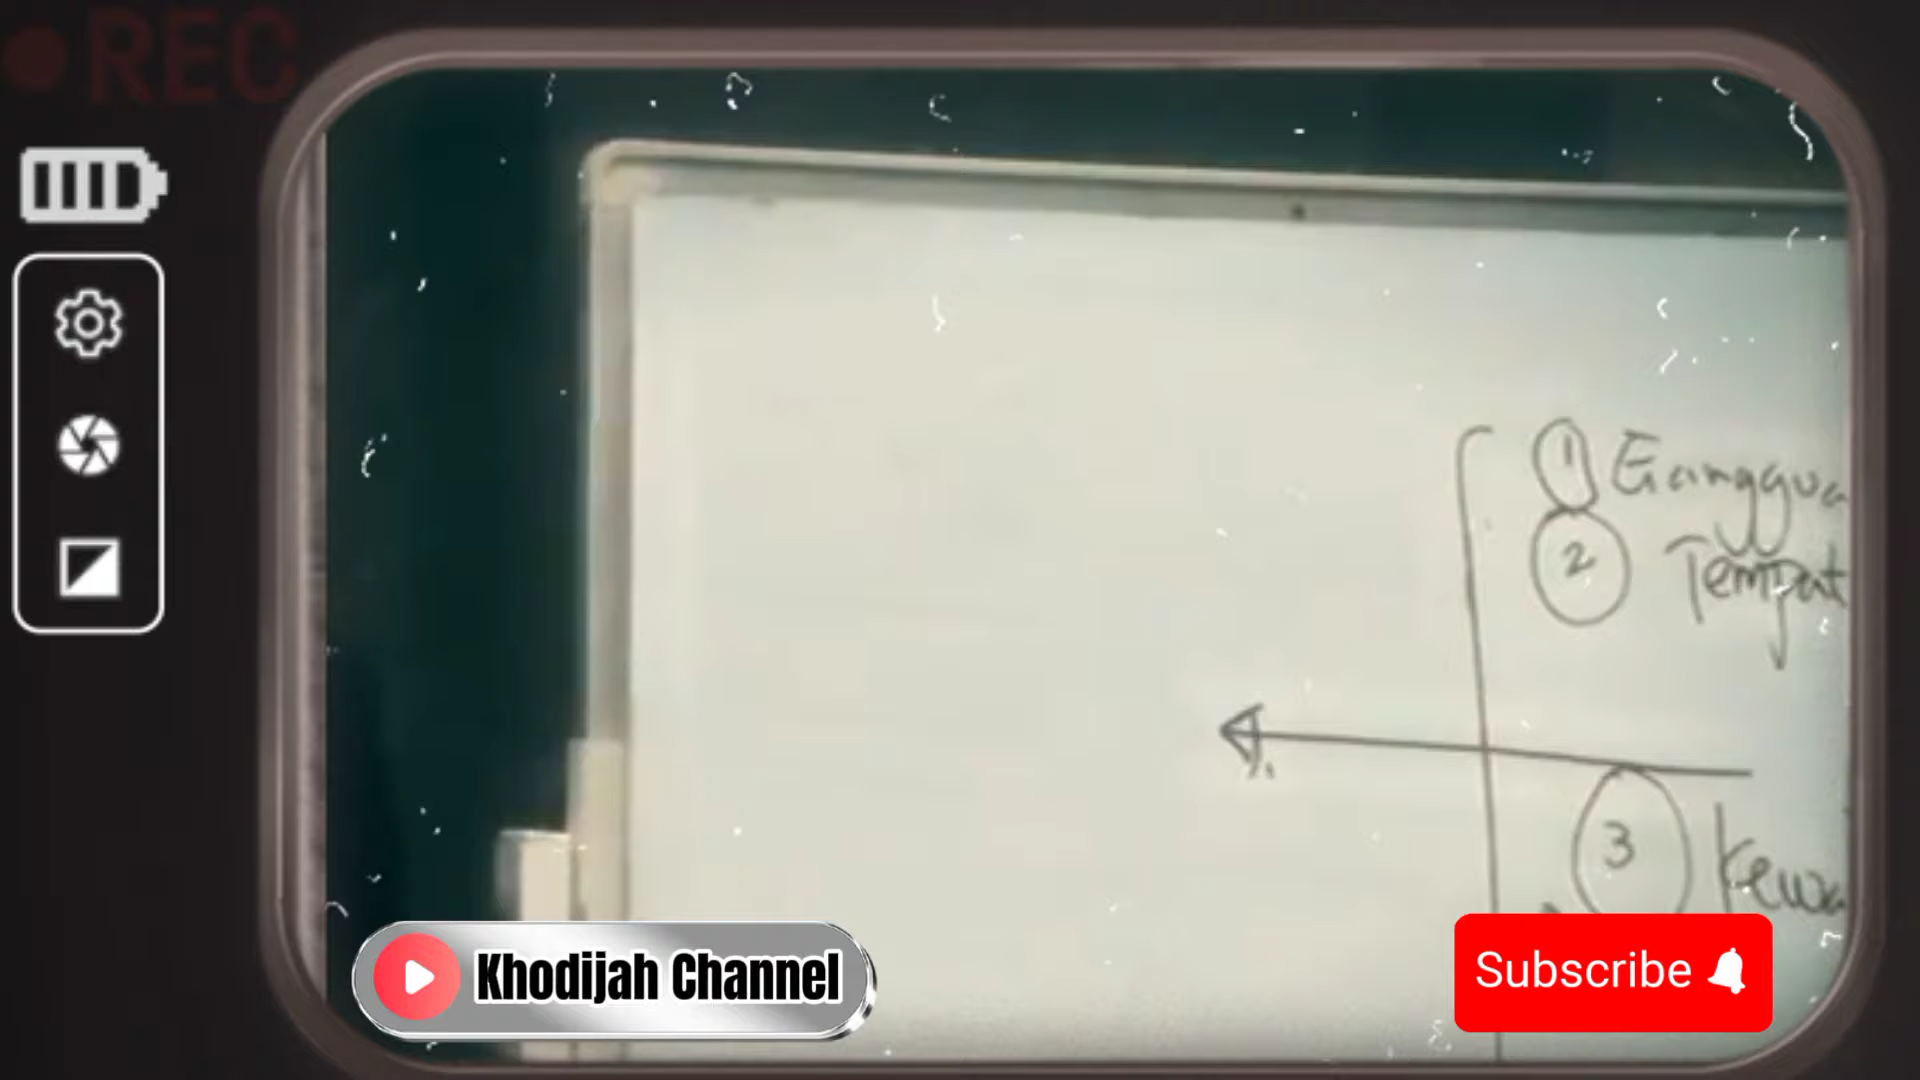 REC
1 Ganggua
2 Tempat
3 Kewa
Khodijah Channel
Subscribe